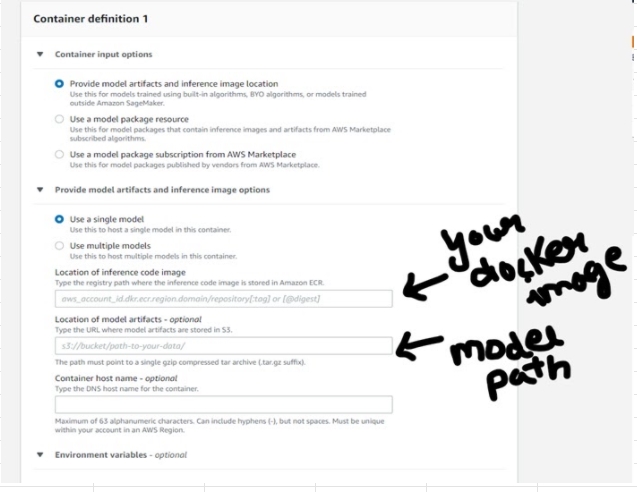 Container definition 1
Container input options
Provide model artifacts and inference image location
Use this for models trained using built-in algorithms, BYO algorithms, or models trained
outside Amazon SageMaker.
Use a model package resource
Use this for model packages that contain inference images and artifacts from AWS Marketplace
subscribed algorithms.
Use a model package subscription from AWS Marketplace
Use this for model packages published by vendors from AWS Marketplace.
Provide model artifacts and inference image options
Use a single model
Use this to host a single model in this container.
Use multiple models
Use this to host multiple models in this container.
Location of inference code image
Type the registry path where the inference code image is stored in Amazon ECR.
aws_account_id.dkr.ecr.region.domain/repository[:tag] or [@digest]
your
docker
image
Location of model artifacts - optional
Type the URL where model artifacts are stored in S3.
s3://bucket/path-to-your-data/
The path must point to a single gzip compressed tar archive (.tar.gz suffix).
model
path
Container host name - optional
Type the DNS host name for the container.
Maximum of 63 alphanumeric characters. Can include hyphens (-), but not spaces. Must be unique
within your account in an AWS Region.
Environment variables - optional